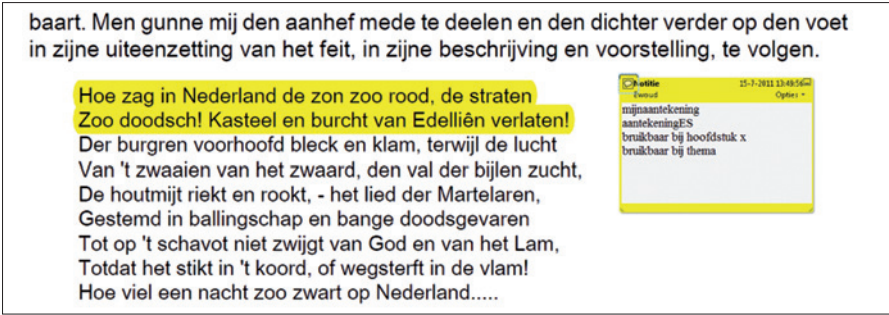 baart. Men gunne mij den aanhef mede te deelen en den dichter verder op den voet
in zijne uiteenzetting van het feit, in zijne beschrijving en voorstelling, te volgen.
Hoe zag in Nederland de zon zoo rood, de straten
Zoo doodsch! Kasteel en burcht van Edelliên verlaten!
Der burgren voorhoofd bleck en klam, terwijl de lucht
Van 't zwaaien van het zwaard, den val der bijlen zucht,
De houtmijt riekt en rookt, - het lied der Martelaren,
Gestemd in ballingschap en bange doodsgevaren
Tot op 't schavot niet zwijgt van God en van het Lam,
Totdat het stikt in 't koord, of wegsterft in de vlam!
Hoe viel een nacht zoo zwart op Nederland.....
Notitie 15-7-2011 13:49:56
Ewoud Opties
mijnaantekening
aantekeningES
bruikbaar bij hoofdstuk x
bruikbaar bij thema